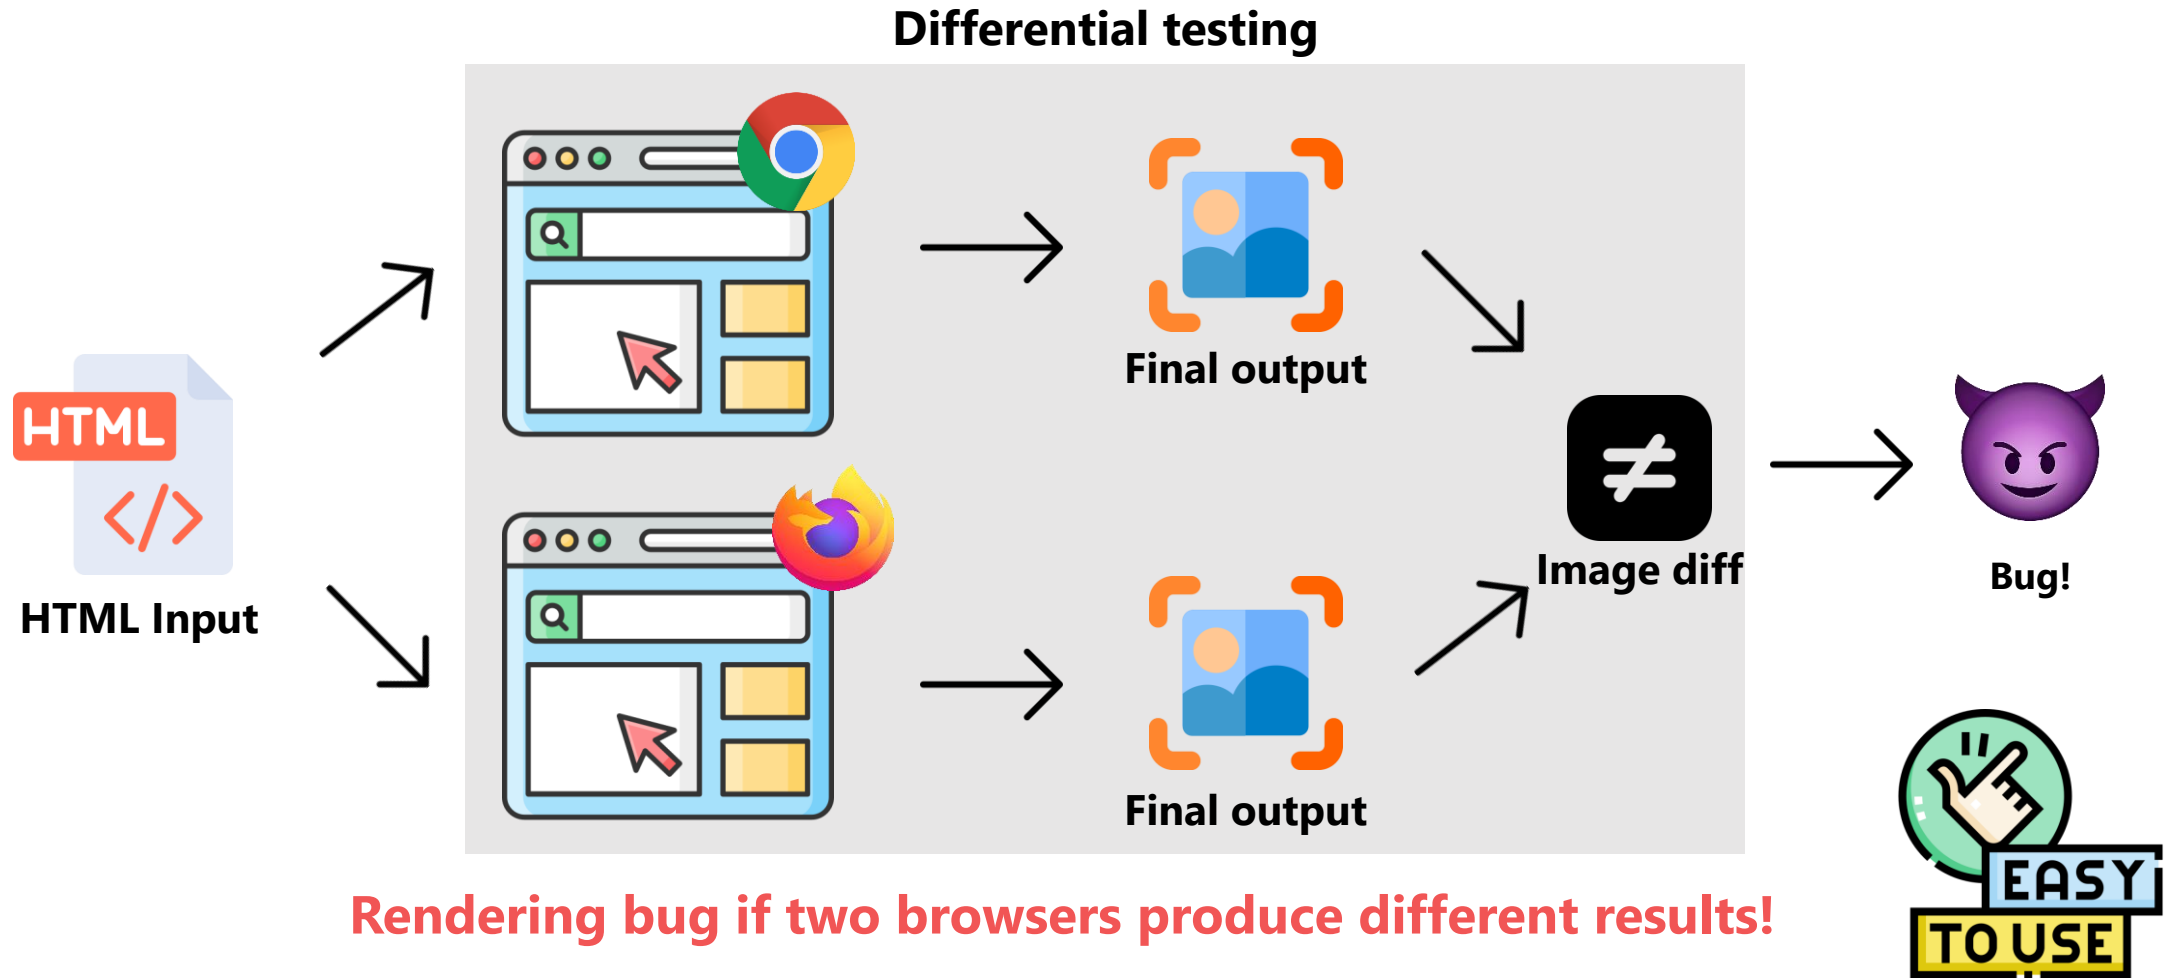 Differential testing
HTML
HTML Input
Final output
Final output
Image diff
Bug!
Rendering bug if two browsers produce different results!
EASY
TO USE